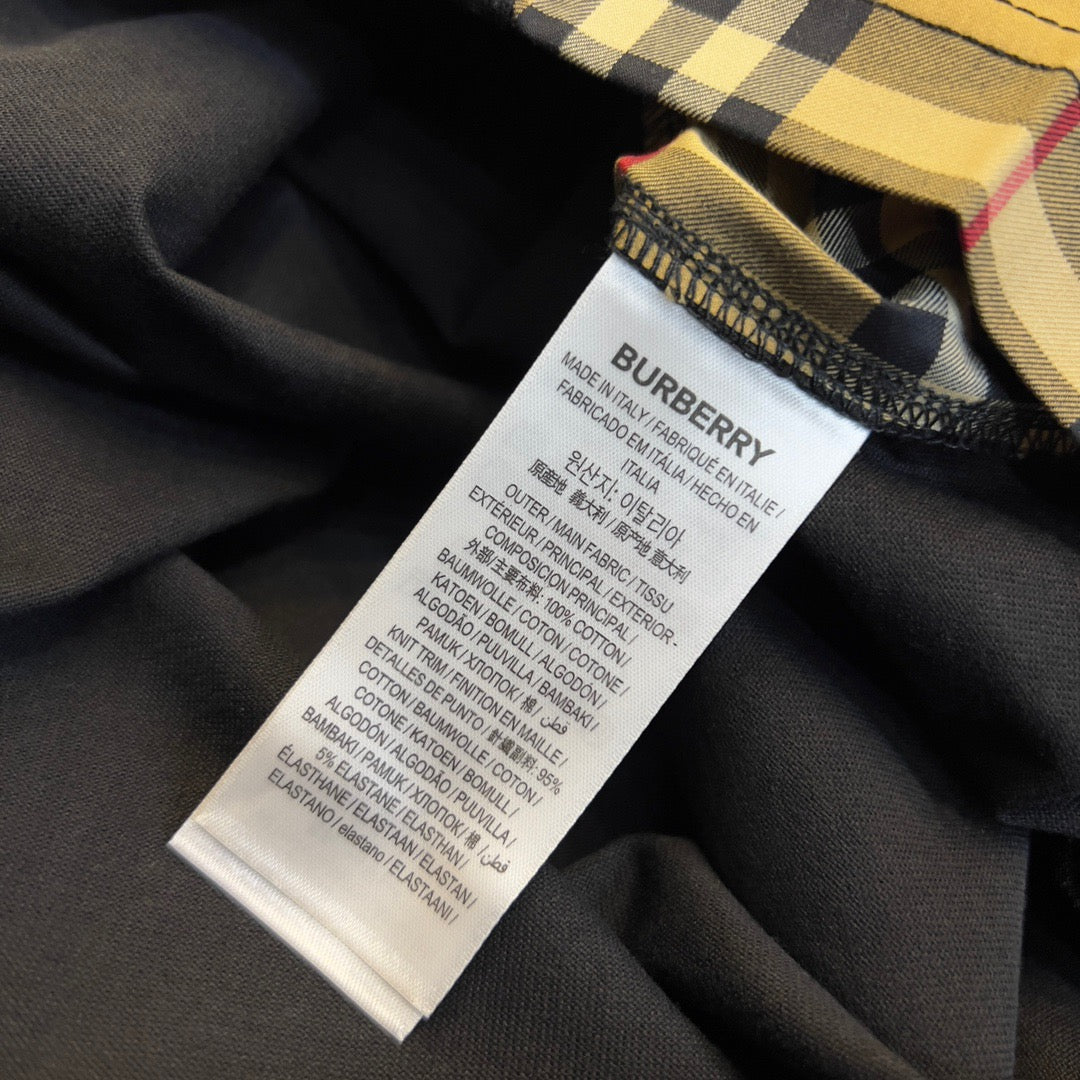 BURBERRY
MADE IN ITALY / FABRIQUÉ EN ITALIE /
FABRICADO EM ITÁLIA / HECHO EN
ITALIA
원산지: 이탈리아
原産地 義大利 / 原产地 意大利
OUTER / MAIN FABRIC / TISSU
EXTERIEUR / PRINCIPAL / EXTERIOR-
COMPOSICION PRINCIPAL /
外部/主要布料: 100% COTTON /
BAUMWOLLE / COTON / COTONE /
KATOEN / BOMULL / ALGODÓN /
ALGODÃO / PUUVILLA / BAMBAKI /
PAMUK / ХЛОПОК / 棉 / قطن /
KNIT TRIM / FINITION EN MAILLE /
DETALLES DE PUNTO / 針織副料: 95%
COTTON / BAUMWOLLE / COTON /
COTONE / KATOEN / BOMULL /
ALGODÓN / ALGODÃO / PUUVILLA /
BAMBAKI / PAMUK / ХЛОПОК / 棉 / قطن /
5% ELASTANE / ELASTHAN /
ÉLASTHANE / ELASTAAN / ELASTAN /
ELASTANO / elastano / ELASTAANI /